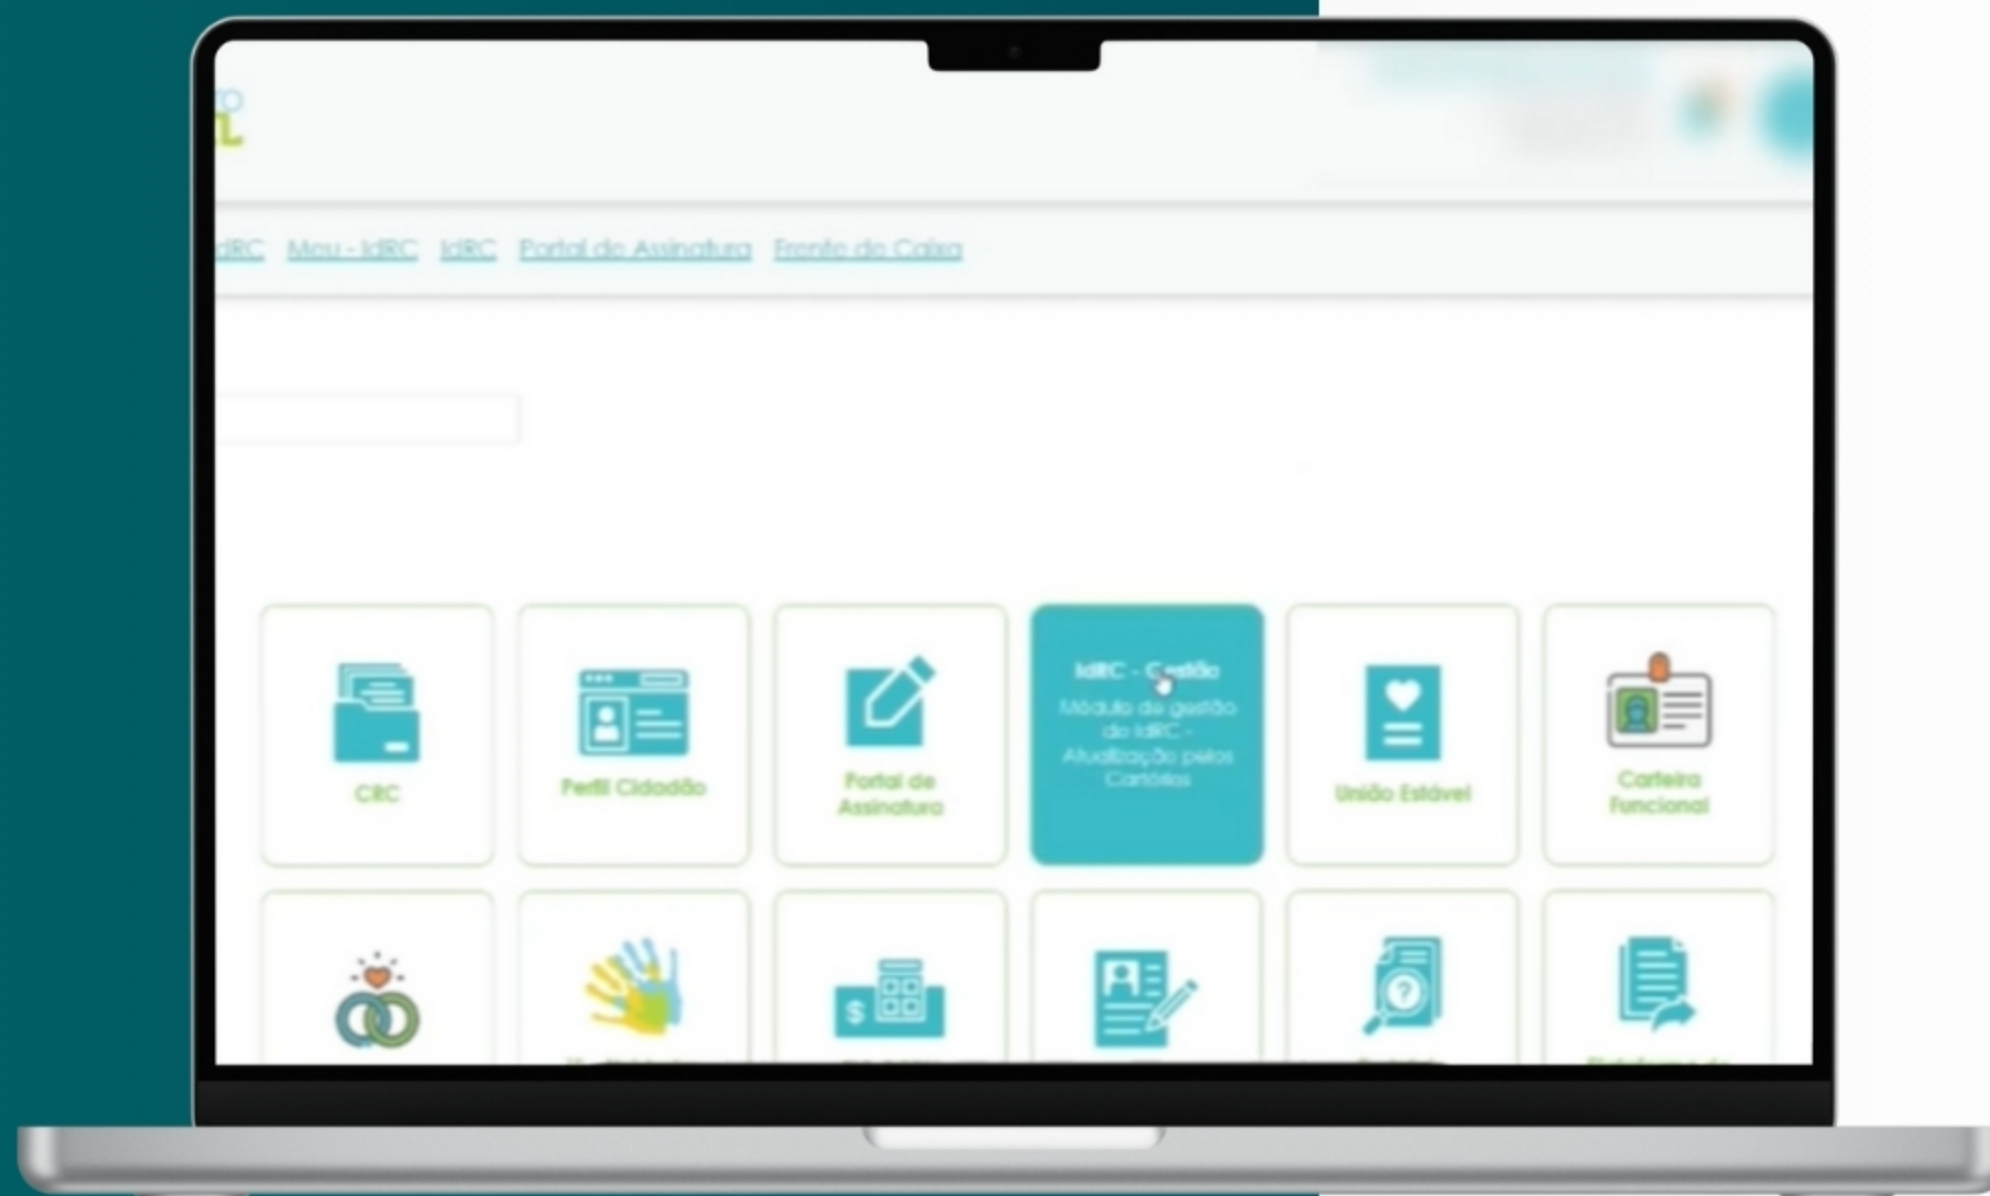 dRC Meu - IdRC IdRC Portal de Assinatura Frente de Caixa
CRC
Perfil Cidadão
Portal de
Assinatura
IdRC - Gestão
Módulo de gestão
do IdRC -
Atualização pelos
Cartórios
União Estável
Carteira
Funcional
$
?